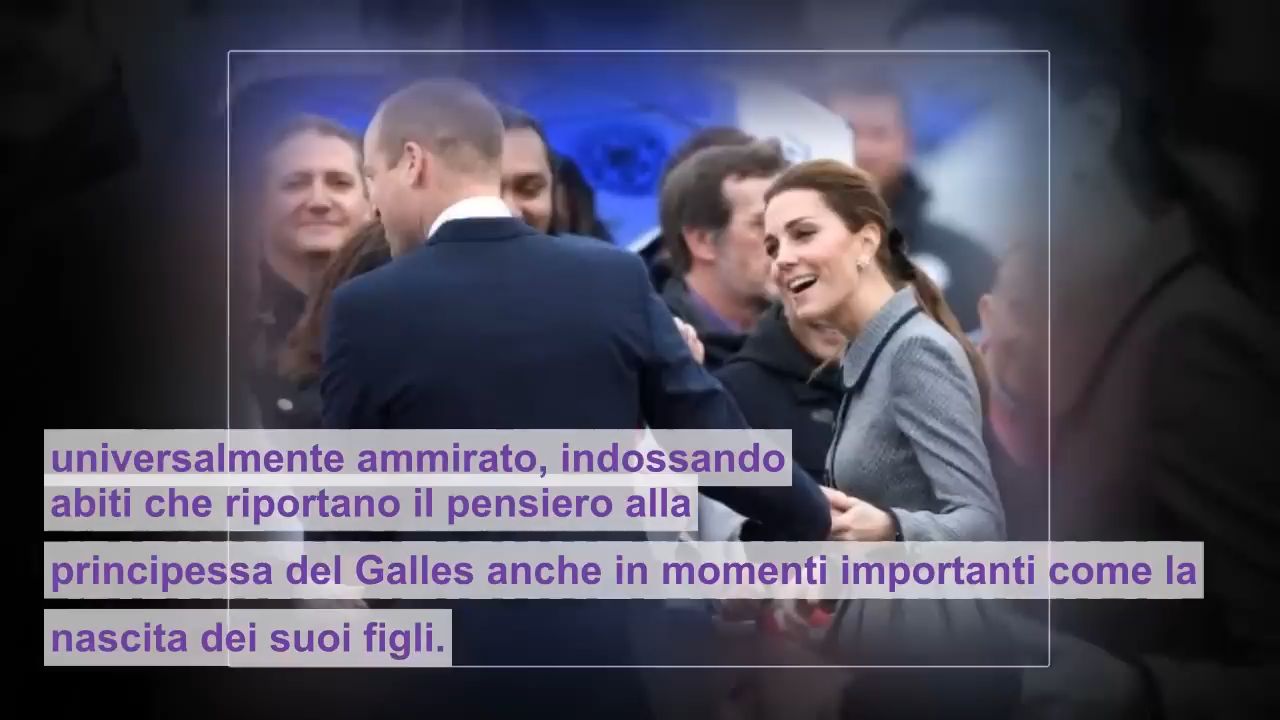 universalmente ammirato, indossando
abiti che riportano il pensiero alla
principessa del Galles anche in momenti importanti come la
nascita dei suoi figli.